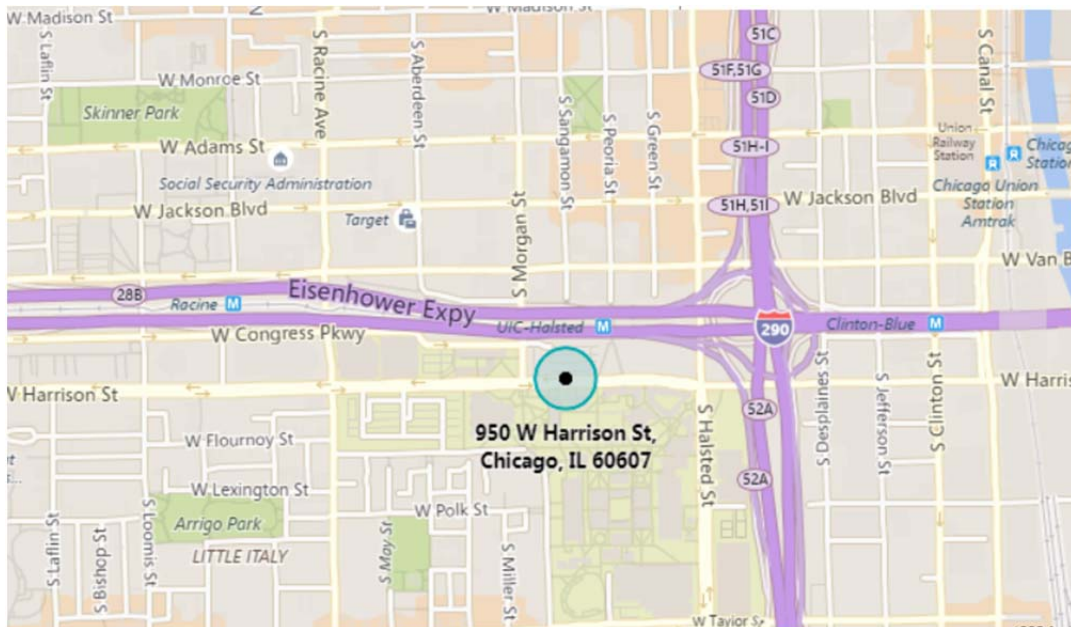 W Madison St
W Madison St
51C
S Laflin St
S Racine Ave
S Aberdeen St
S Canal St
W Monroe St
51F,51G
51D
Skinner Park
S Sangamon St
S Peoria St
S Green St
W Adams St
51H-I
Union
Railway
Station
Chicag
Station
Social Security Administration
Chicago Union
Station
Amtrak
W Jackson Blvd
Target
S Morgan St
51H,51I
W Jackson Blvd
W Van B
28B
Racine
Eisenhower Expy
UIC-Halsted
290
Clinton-Blue
W Congress Pkwy
W Harrison St
W Harris
950 W Harrison St,
Chicago, IL 60607
52A
S Halsted St
S Desplaines St
S Jefferson St
S Clinton St
W Flournoy St
52A
W Lexington St
W Polk St
Arrigo Park
LITTLE ITALY
S Laflin St
S Bishop St
S Loomis St
S May St
S Miller St
W Taylor St